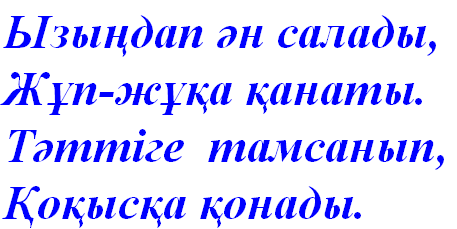 Ызыңдап ән салады,
Жұп-жұқа қанаты.
Тәттіге тамсанып,
Қоқысқа қонады.